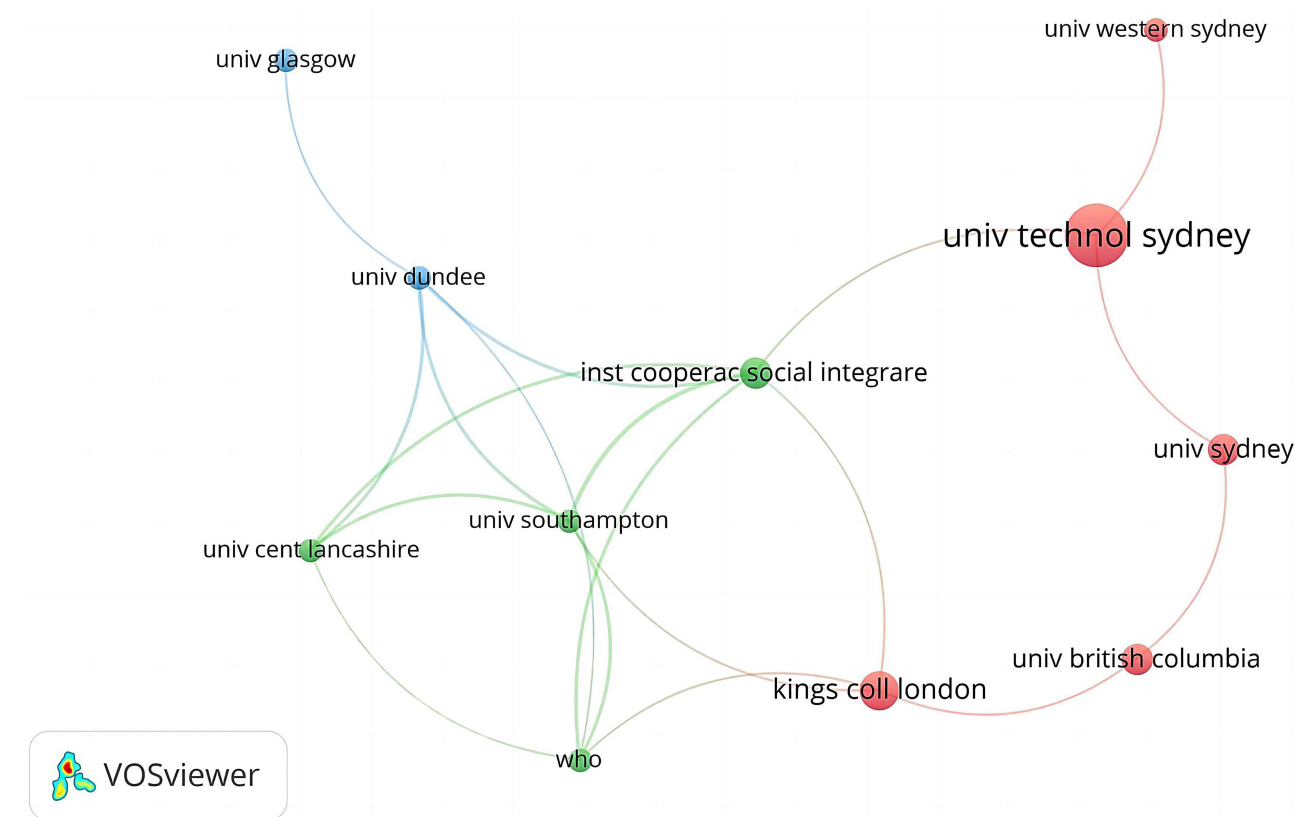 univ western sydney
univ glasgow
univ technol sydney
univ dundee
inst cooperac social integrare
univ sydney
univ southampton
univ cent lancashire
univ british columbia
kings coll london
who
VOSviewer